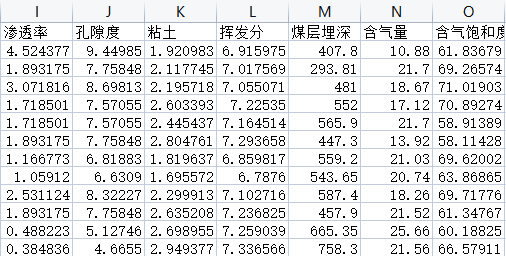 I J K L M N O
渗透率 孔隙度 粘土 挥发分 煤层埋深 含气量 含气饱和度
4.524377 9.44985 1.920983 6.915975 407.8 10.88 61.83679
1.893175 7.75848 2.117745 7.017569 293.81 21.7 69.26574
3.071816 8.69813 2.195718 7.055071 481 18.67 71.01903
1.718501 7.57055 2.603393 7.22535 552 17.12 70.89274
1.718501 7.57055 2.445437 7.164514 565.9 21.7 58.91389
1.893175 7.75848 2.804761 7.293658 447.3 13.92 58.11428
1.166773 6.81883 1.819637 6.859817 559.2 21.03 69.62002
1.05912 6.6309 1.695572 6.7876 543.65 20.74 63.86865
2.531124 8.32227 2.299913 7.102716 587.4 18.26 69.71776
1.893175 7.75848 2.635208 7.236825 457.9 21.52 61.34767
0.488223 5.12746 2.698955 7.259039 665.35 25.66 60.18825
0.384836 4.6655 2.949377 7.336566 758.3 21.56 66.57911